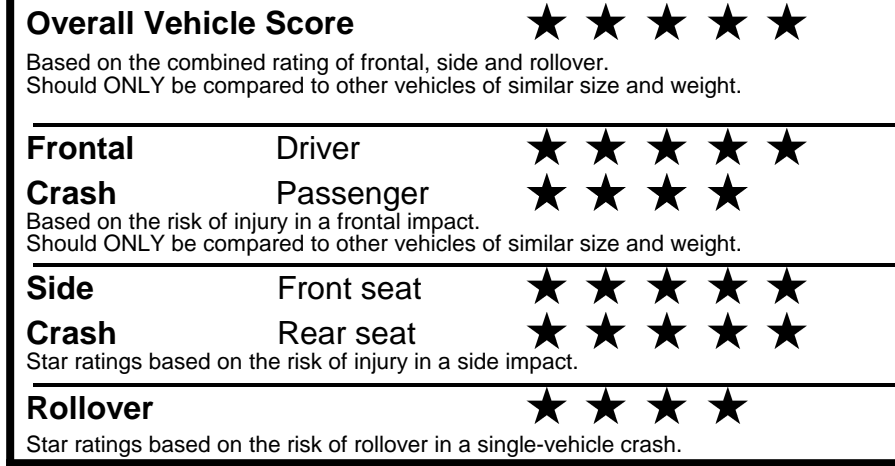 Overall Vehicle Score ★ ★ ★ ★ ★
Based on the combined rating of frontal, side and rollover.
Should ONLY be compared to other vehicles of similar size and weight.
Frontal Driver ★ ★ ★ ★ ★
Crash Passenger ★ ★ ★ ★
Based on the risk of injury in a frontal impact.
Should ONLY be compared to other vehicles of similar size and weight.
Side Front seat ★ ★ ★ ★ ★
Crash Rear seat ★ ★ ★ ★ ★
Star ratings based on the risk of injury in a side impact.
Rollover ★ ★ ★ ★
Star ratings based on the risk of rollover in a single-vehicle crash.